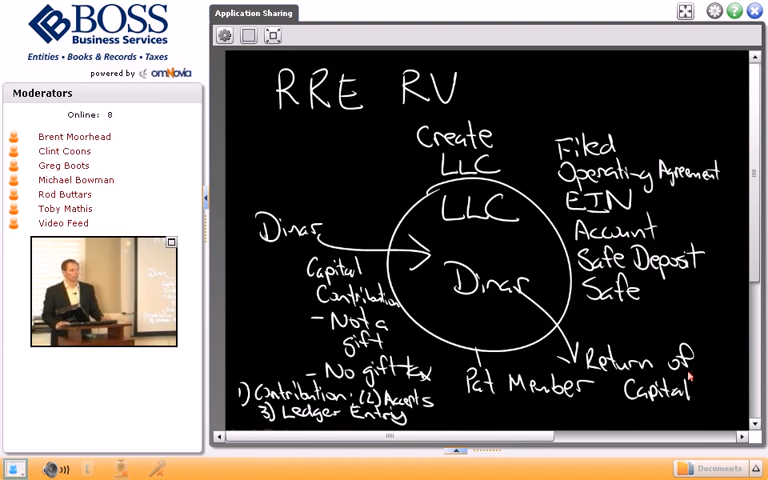 BOSS
Business Services
Entities • Books & Records • Taxes
powered by omNovia
Moderators
Online: 8
Brent Moorhead
Clint Coons
Greg Boots
Michael Bowman
Rod Buttars
Toby Mathis
Video Feed
Application Sharing
RRE RV
Create
LLC
LLC
Dinar
Dinar
Capital
Contribution
- Not a
gift
- No gift tax
1) Contribution (2) Accepts
3) Ledger Entry
Pat Member
Filed
Operating Agreement
EIN
Account
Safe Deposit
Safe
Return of
Capital
Documents